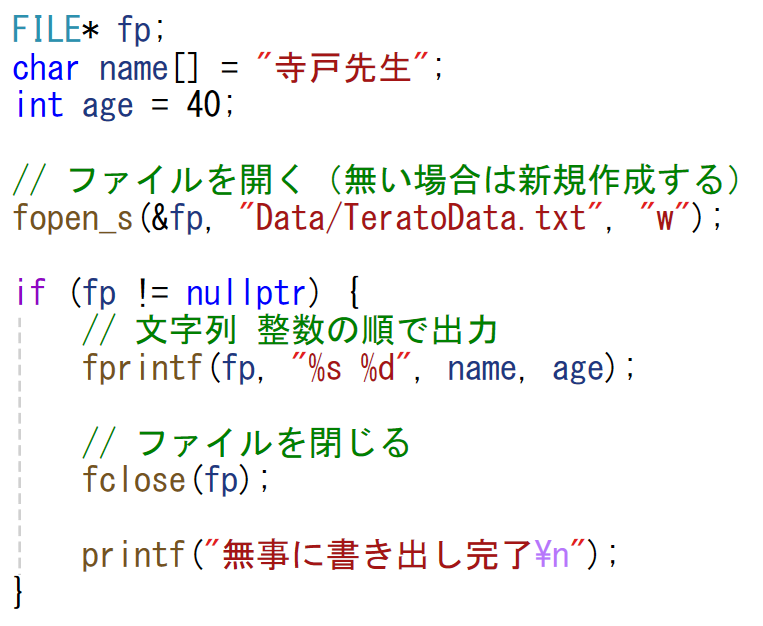 FILE* fp;
char name[] = "寺戸先生";
int age = 40;
// ファイルを開く（無い場合は新規作成する）
fopen_s(&fp, "Data/TeratoData.txt", "w");
if (fp != nullptr) {
// 文字列 整数の順で出力
fprintf(fp, "%s %d", name, age);
// ファイルを閉じる
fclose(fp);
printf("無事に書き出し完了¥n");
}